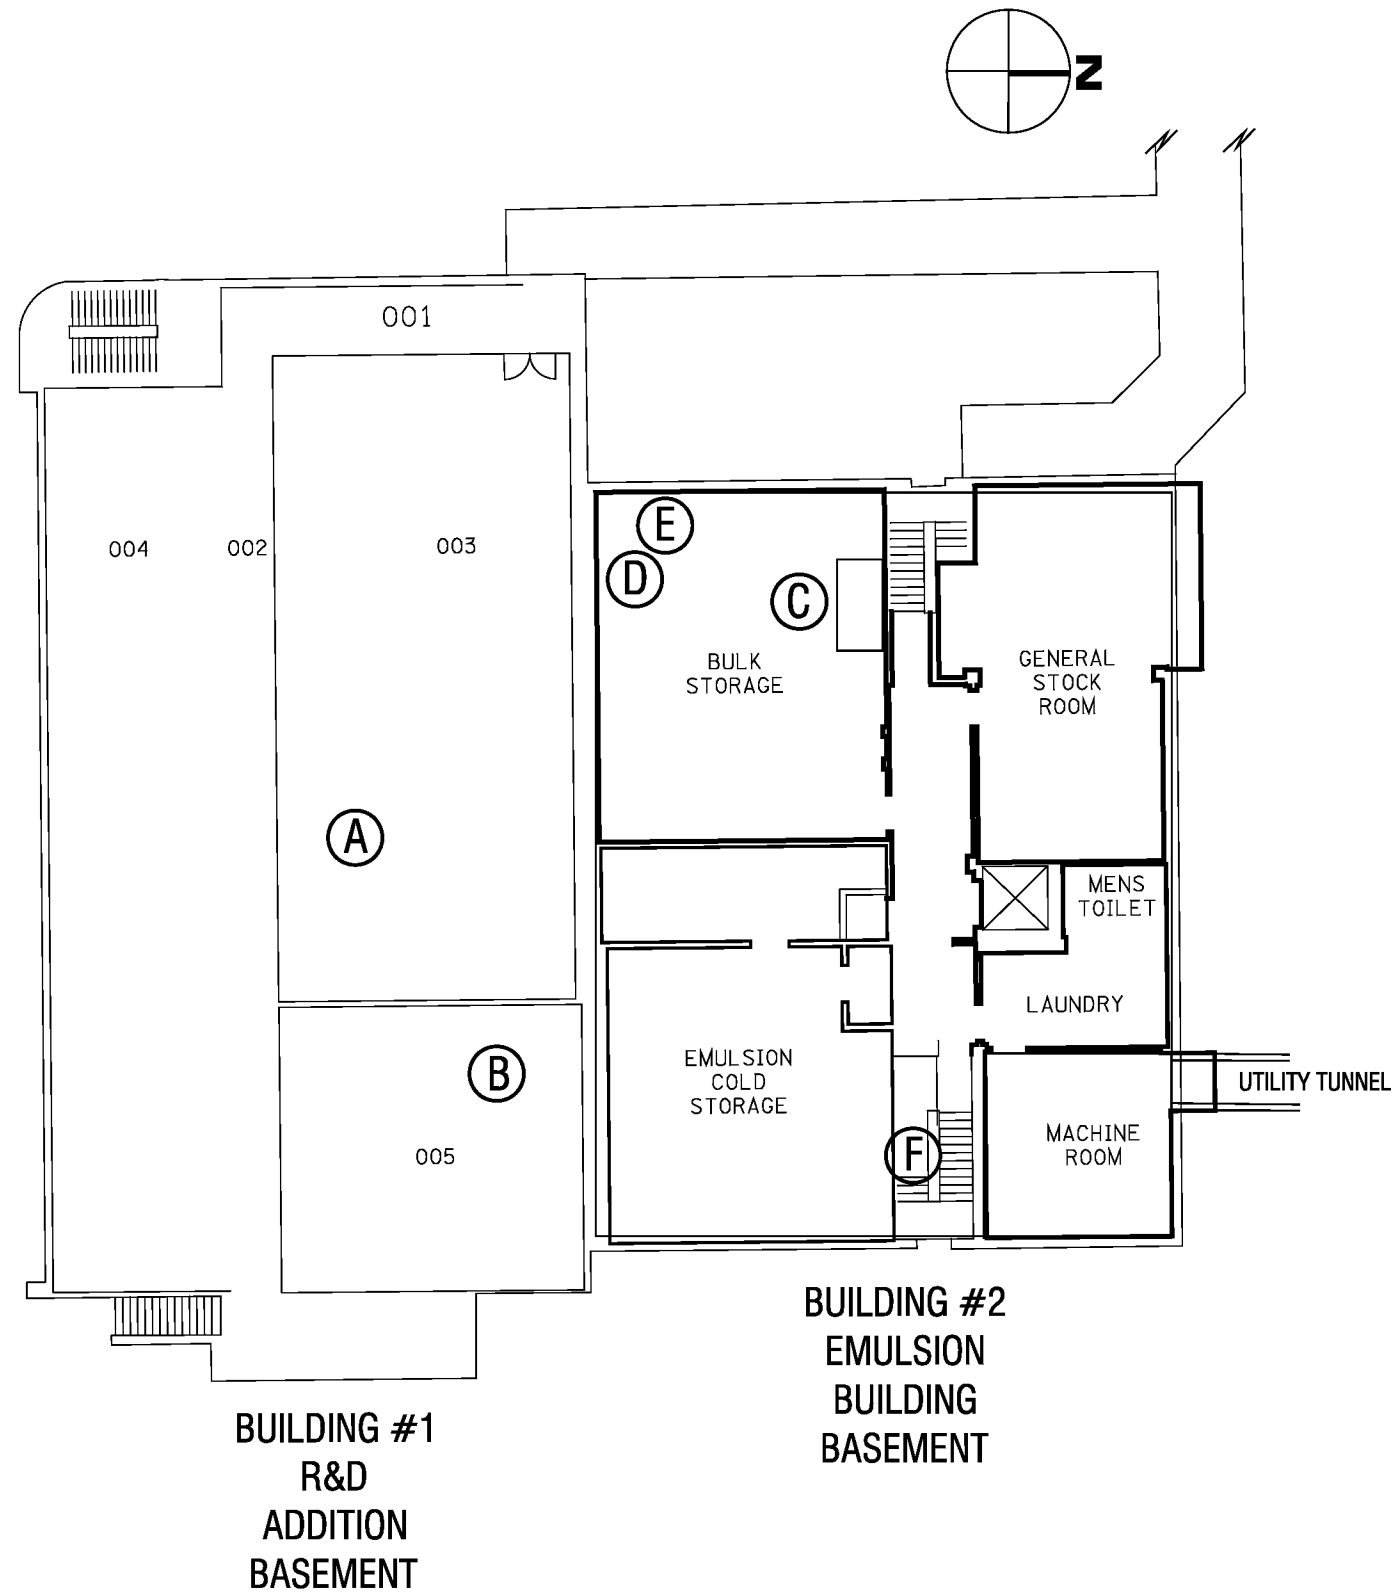 N
001
004
002
003
E
D
C
BULK
STORAGE
GENERAL
STOCK
ROOM
A
MENS
TOILET
LAUNDRY
B
EMULSION
COLD
STORAGE
UTILITY TUNNEL
005
F
MACHINE
ROOM
BUILDING #2
EMULSION
BUILDING
BASEMENT
BUILDING #1
R&D
ADDITION
BASEMENT